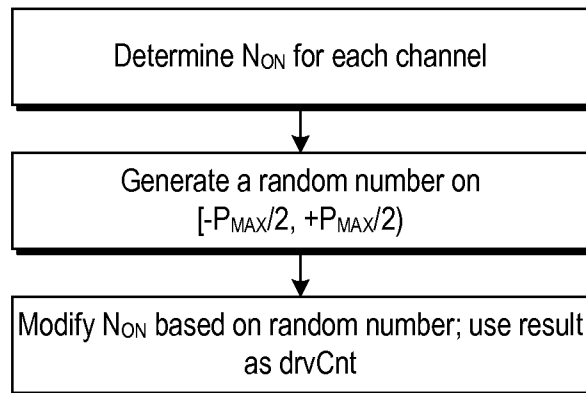 Determine NON for each channel
Generate a random number on
[-PMAX/2, +PMAX/2)
Modify NON based on random number; use result
as drvCnt